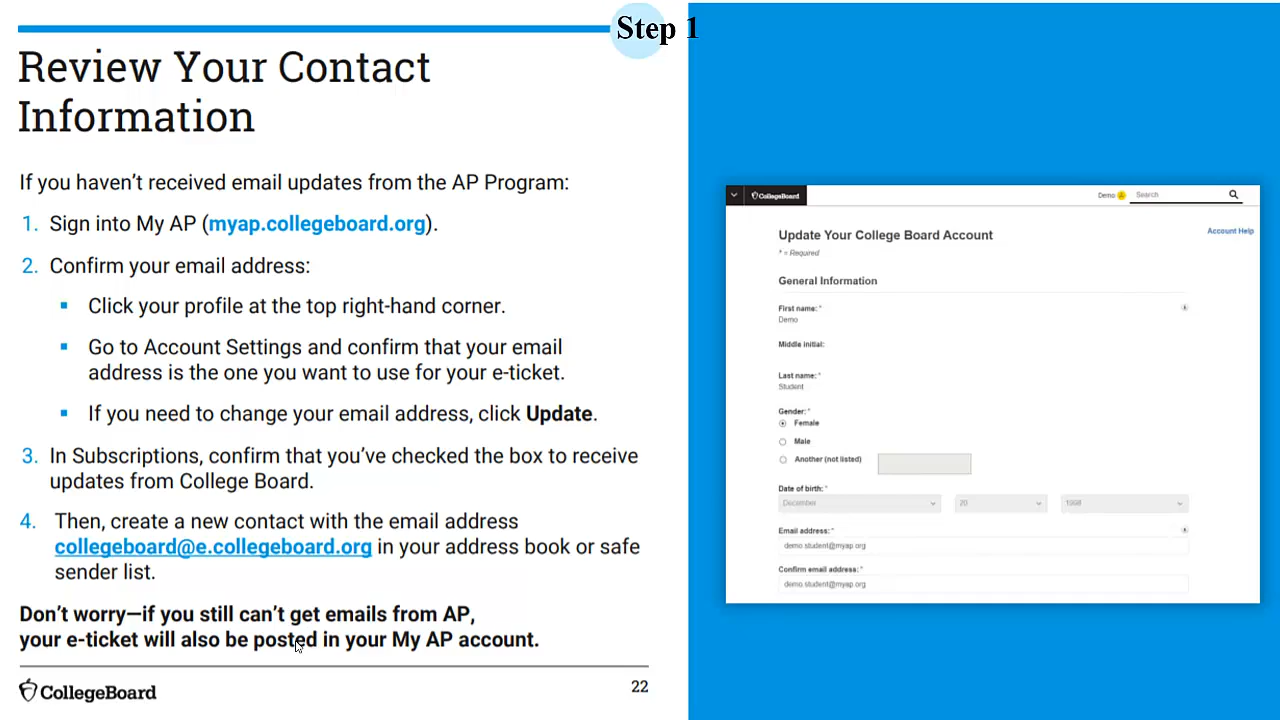 Step 1
Review Your Contact
Information
If you haven’t received email updates from the AP Program:
1. Sign into My AP (myap.collegeboard.org).
2. Confirm your email address:
▪ Click your profile at the top right-hand corner.
▪ Go to Account Settings and confirm that your email
address is the one you want to use for your e-ticket.
▪ If you need to change your email address, click Update.
3. In Subscriptions, confirm that you’ve checked the box to receive
updates from College Board.
4. Then, create a new contact with the email address
collegeboard@e.collegeboard.org in your address book or safe
sender list.
Don’t worry—if you still can’t get emails from AP,
your e-ticket will also be posted in your My AP account.
CollegeBoard
22
CollegeBoard
Demo
Search
Account Help
Update Your College Board Account
* = Required
General Information
First name: *
Demo
Middle initial:
Last name: *
Student
Gender: *
Female
Male
Another (not listed)
Date of birth: *
December 20 1998
Email address: *
demo.student@myap.org
Confirm email address: *
demo.student@myap.org